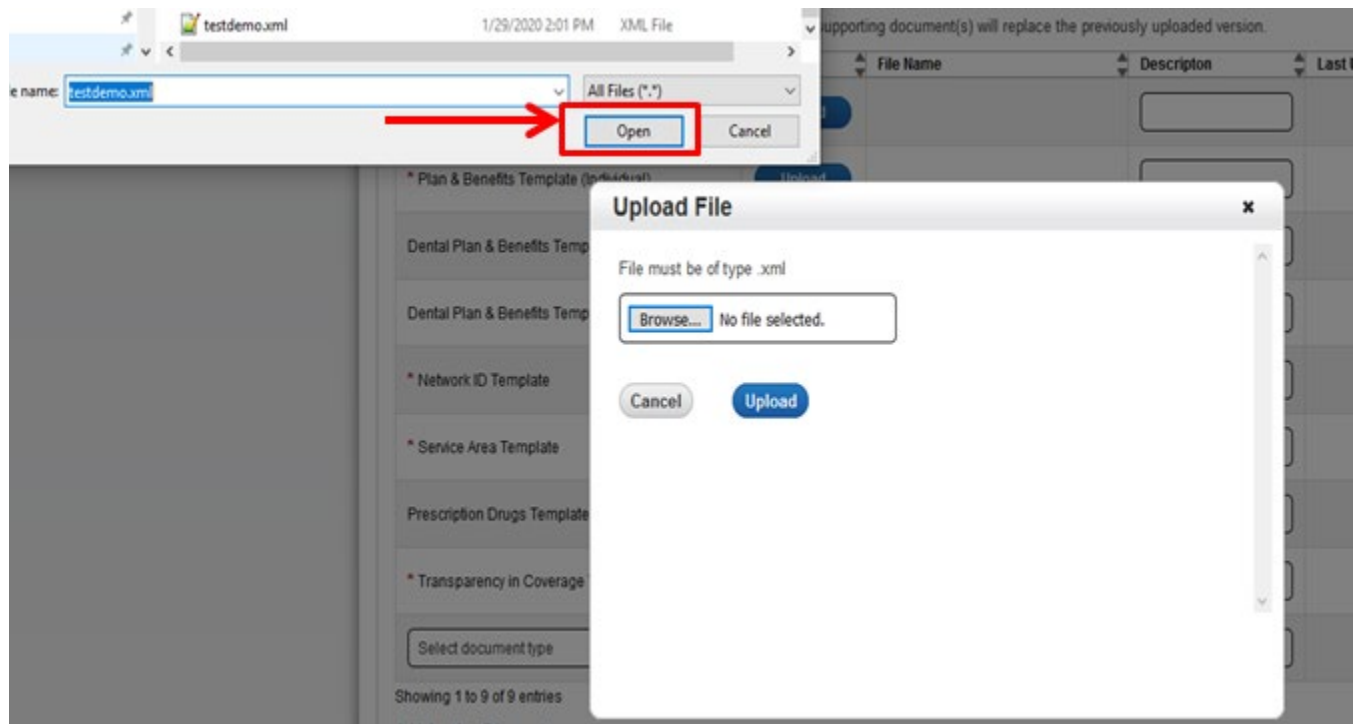 testdemo.xml 1/29/2020 2:01 PM XML File
upporting document(s) will replace the previously uploaded version.
File Name Descripton Last U
e name: testdemo.xml All Files (".")
Open Cancel
* Plan & Benefits Template (Individual) Upload
Upload File
Dental Plan & Benefits Temp
File must be of type .xml
Dental Plan & Benefits Temp
Browse... No file selected.
* Network ID Template
Cancel Upload
* Service Area Template
Prescription Drugs Template
* Transparency in Coverage
Select document type
Showing 1 to 9 of 9 entries